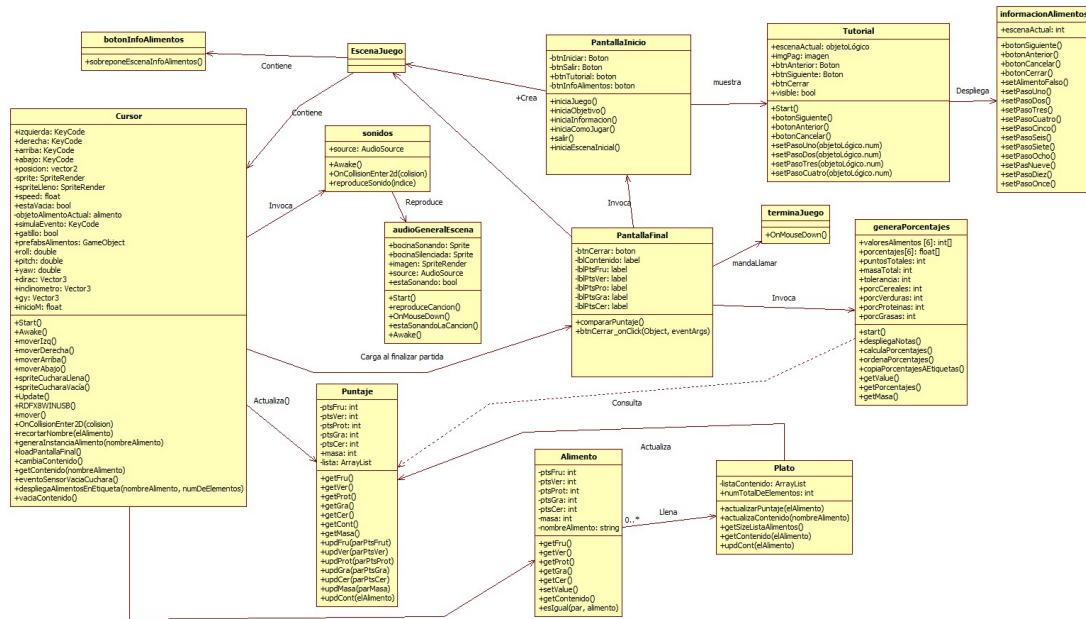 botonInfoAlimentos
+sobreponeEscenaInfoAlimentos()
Contiene
EscenaJuego
Contiene
+Crea
PantallaInicio
-btnIniciar: Boton
-btnSalir: Boton
-btnTutorial: boton
-btnInfoAlimentos: boton
+iniciaJuego()
+iniciaObjetivo()
+iniciaInformacion()
+iniciaComoJugar()
+salir()
+iniciaEscenaInicial()
muestra
Tutorial
+escenaActual: objetoLógico
+imgPag: imagen
+btnAnterior: Boton
+btnSiguiente: Boton
+btnCerrar
+visible: bool
+Start()
+botonSiguiente()
+botonAnterior()
+botonCancelar()
+setPasoUno(objetoLógico.num)
+setPasoDos(objetoLógico.num)
+setPasoTres(objetoLógico.num)
+setPasoCuatro(objetoLógico.num)
Despliega
informacionAlimentos
+escenaActual: int
+botonSiguiente()
+botonAnterior()
+botonCancelar()
+botonCerrar()
+setAlimentoFalso()
+setPasoUno()
+setPasoDos()
+setPasoTres()
+setPasoCuatro()
+setPasoCinco()
+setPasoSeis()
+setPasoSiete()
+setPasoOcho()
+setPasNueve()
+setPasoDiez()
+setPasoOnce()
Cursor
+izquierda: KeyCode
+derecha: KeyCode
+arriba: KeyCode
+abajo: KeyCode
+posicion: vector2
-sprite: SpriteRender
+spriteLleno: SpriteRender
+speed: float
+estaVacia: bool
-objetoAlimentoActual: alimento
+simulaEvento: KeyCode
+gatillo: bool
+prefabsAlimentos: GameObject
+roll: double
+pitch: double
+yaw: double
+dirac: Vector3
+inclinometro: Vector3
+gy: Vector3
+inicioM: float
+Start()
+Awake()
+moverIzq()
+moverDerecha()
+moverArriba()
+moverAbajo()
+spriteCucharaLlena()
+spriteCucharaVacía()
+Update()
+RDFX8WINUSB()
+mover()
+OnCollisionEnter2D(colision)
+recortarNombre(elAlimento)
+generaInstanciaAlimento(nombreAlimento)
+loadPantallaFinal()
+cambiaContenido()
+getContenido(nombreAlimento)
+eventoSensorVaciaCuchara()
+despliegaAlimentosEnEtiqueta(nombreAlimento, numDeElementos)
+vaciaContenido()
Invoca
sonidos
+source: AudioSource
+Awake()
+OnCollisionEnter2d(colision)
+reproduceSonido(indice)
Reproduce
audioGeneralEscena
+bocinaSonando: Sprite
+bocinaSilenciada: Sprite
+imagen: SpriteRender
+source: AudioSource
+estaSonando: bool
+Start()
+reproduceCancion()
+OnMouseDown()
+estaSonandoLaCancion()
+Awake()
Invoca
PantallaFinal
-btnCerrar: boton
-lblContenido: label
-lblPtsFru: label
-lblPtsVer: label
-lblPtsPro: label
-lblPtsGra: label
-lblPtsCer: label
+compararPuntaje()
+btnCerrar_onClick(Object, eventArgs)
mandaLlamar
terminaJuego
+OnMouseDown()
Invoca
generaPorcentajes
+valoresAlimentos [6]: int[]
+porcentajes[6]: float[]
+puntosTotales: int
+masaTotal: int
+tolerancia: int
+porcCereales: int
+porcVerduras: int
+porcProteinas: int
+porcGrasas: int
+start()
+despliegaNotas()
+calculaPorcentajes()
+ordenaPorcentajes()
+copiaPorcentajesAEtiquetas()
+getValue()
+getPorcentajes()
+getMasa()
Carga al finalizar partida
Actualiza()
Consulta
Puntaje
-ptsFru: int
-ptsVer: int
-ptsProt: int
-ptsGra: int
-ptsCer: int
+masa: int
-lista: ArrayList
+getFru()
+getVer()
+getProt()
+getGra()
+getCer()
+getCont()
+getMasa()
+updFru(parPtsFrut)
+updVer(parPtsVer)
+updProt(parPtsProt)
+updGra(parPtsGra)
+updCer(parPtsCer)
+updMasa(parMasa)
+updCont(elAlimento)
Actualiza
Alimento
-ptsFru: int
-ptsVer: int
-ptsProt: int
-ptsGra: int
-ptsCer: int
-masa: int
-nombreAlimento: string
+getFru()
+getVer()
+getProt()
+getGra()
+getCer()
+setValue()
+getContenido()
+esIgual(par, alimento)
0..*
Llena
Plato
-listaContenido: ArrayList
+numTotalDeElementos: int
+actualizarPuntaje(elAlimento)
+actualizaContenido(nombreAlimento)
+getSizeListaAlimentos()
+getContenido(elAlimento)
+updCont(elAlimento)